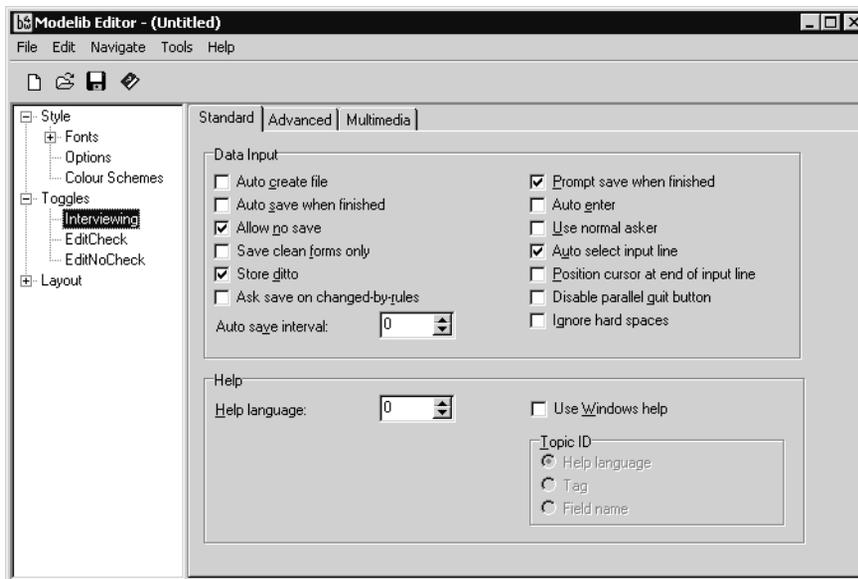 Modelib Editor - (Untitled)
File Edit Navigate Tools Help
Style
Fonts
Options
Colour Schemes
Toggles
Interviewing
EditCheck
EditNoCheck
Layout
Standard Advanced Multimedia
Data Input
Auto create file
Auto save when finished
Allow no save
Save clean forms only
Store ditto
Ask save on changed-by-rules
Auto save interval: 0
Prompt save when finished
Auto enter
Use normal asker
Auto select input line
Position cursor at end of input line
Disable parallel quit button
Ignore hard spaces
Help
Help language: 0
Use Windows help
Topic ID
Help language
Tag
Field name